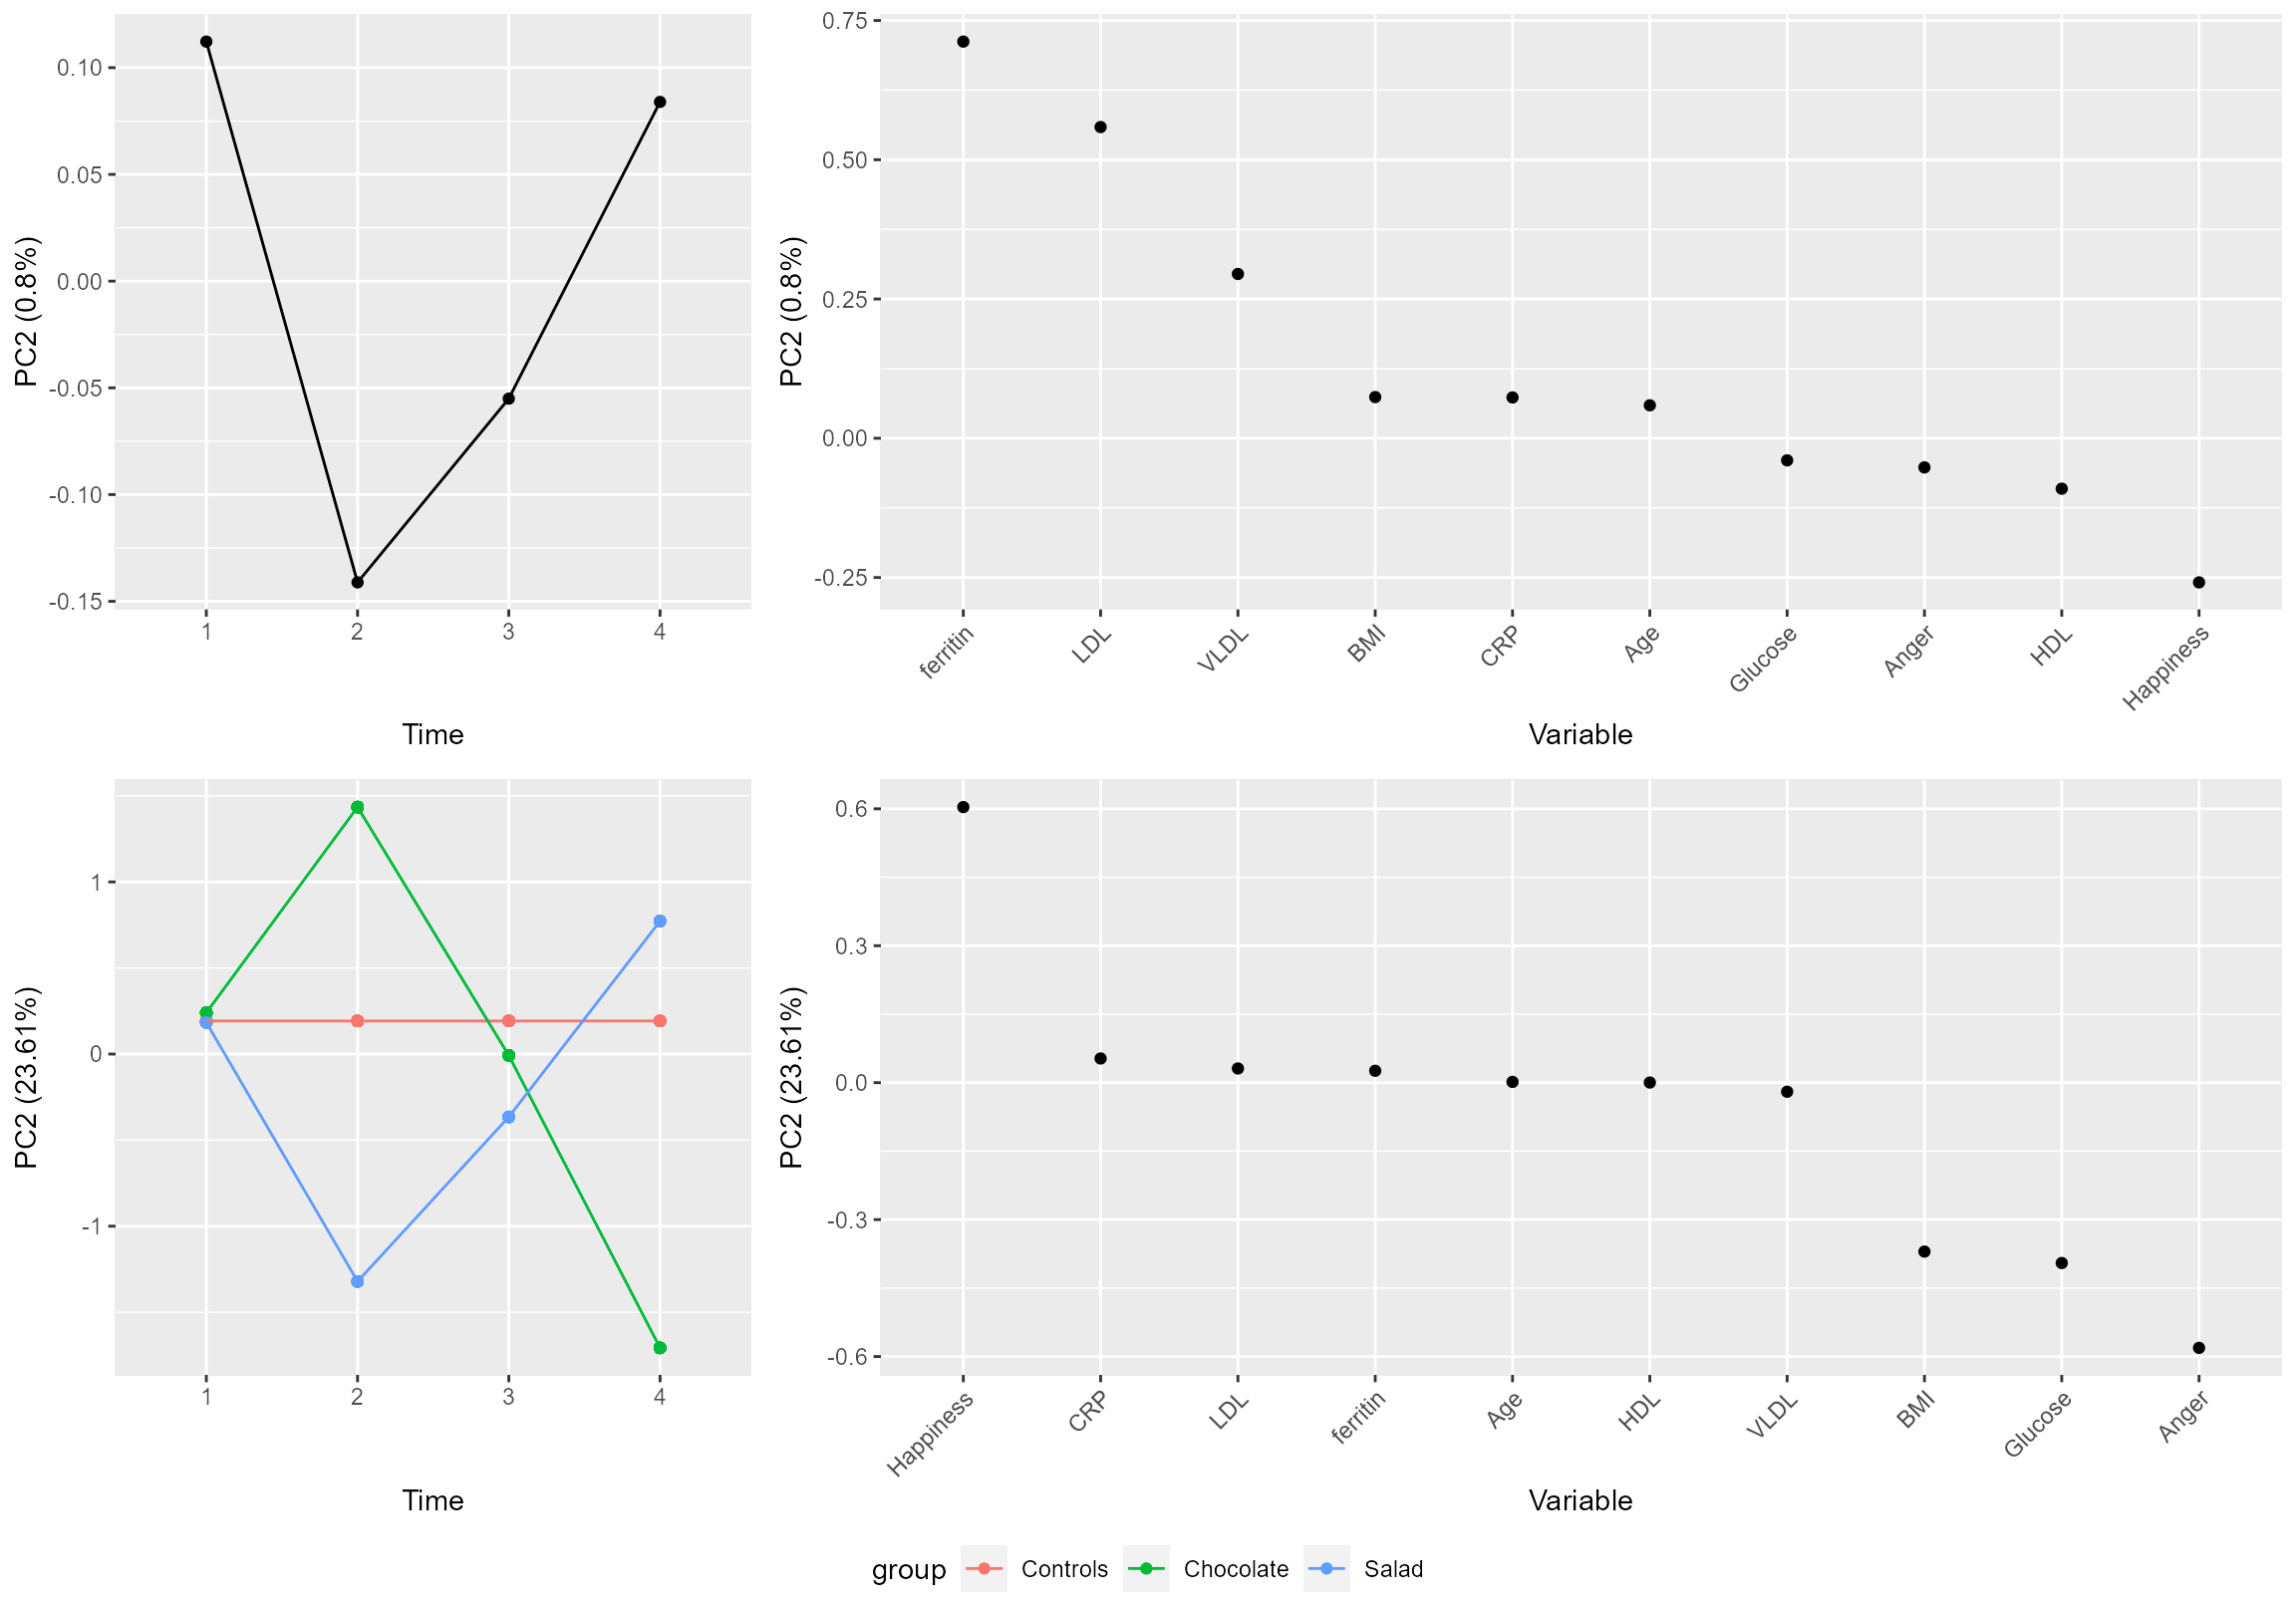 0.10
0.05
0.00
-0.05
-0.10
-0.15
PC2 (0.8%)
1 2 3 4
Time
0.75
0.50
0.25
0.00
-0.25
PC2 (0.8%)
ferritin LDL VLDL BMI CRP Age Glucose Anger HDL Happiness
Variable
1
0
-1
PC2 (23.61%)
1 2 3 4
Time
0.6
0.3
0.0
-0.3
-0.6
PC2 (23.61%)
Happiness CRP LDL ferritin Age HDL VLDL BMI Glucose Anger
Variable
group Controls Chocolate Salad